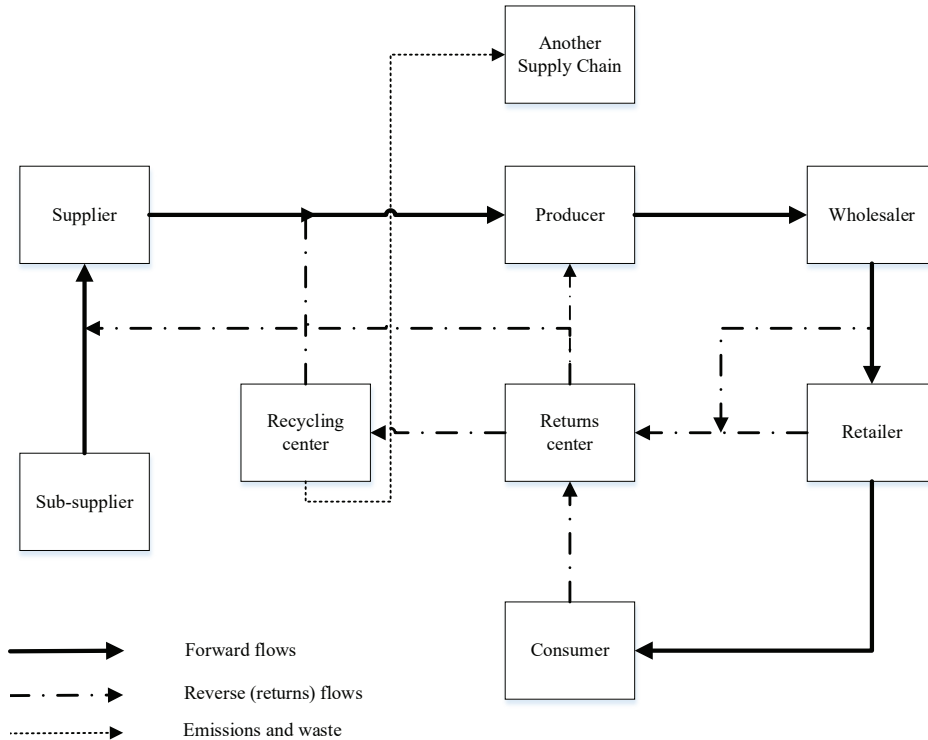 Another
Supply Chain
Supplier
Producer
Wholesaler
Recycling
center
Returns
center
Retailer
Sub-supplier
Consumer
Forward flows
Reverse (returns) flows
Emissions and waste